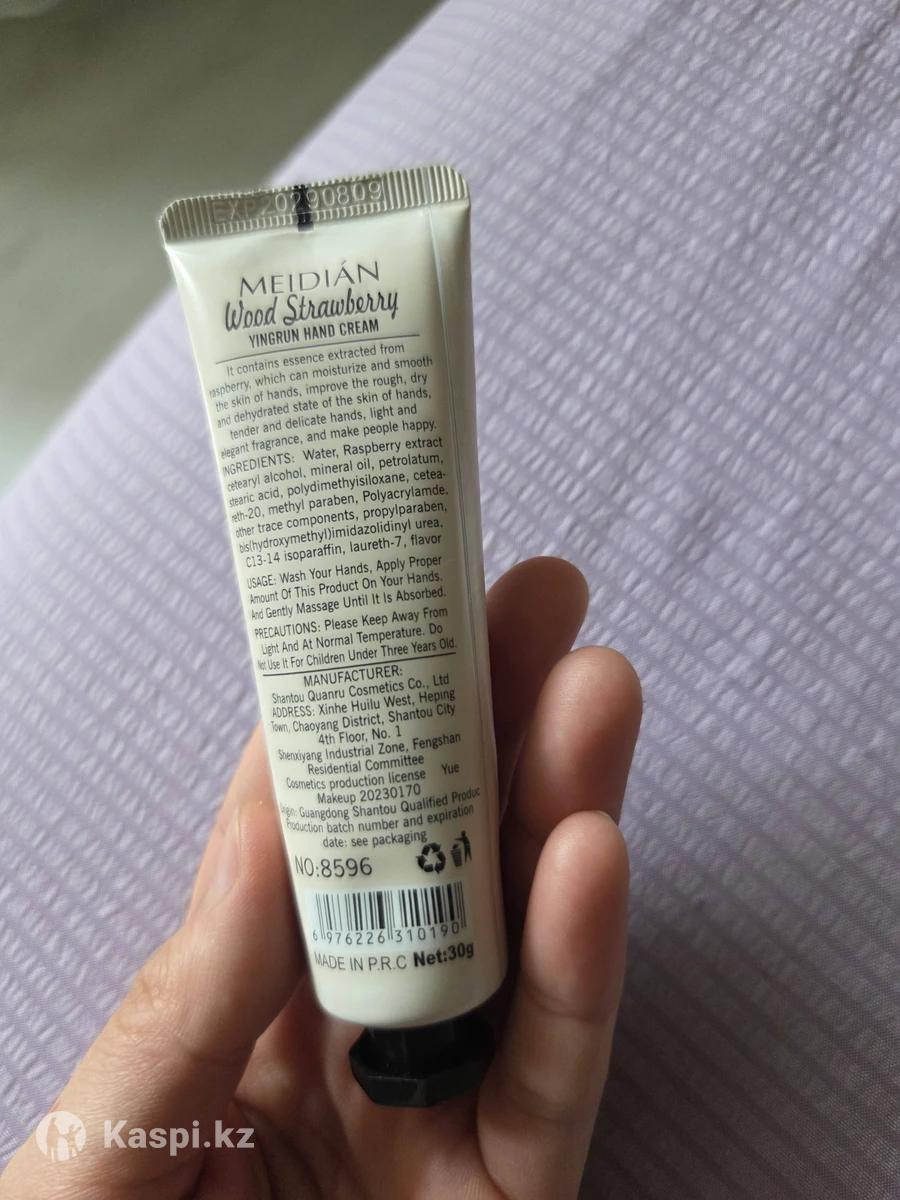 EXP20290809
MEIDIÁN
Wood Strawberry
YINGRUN HAND CREAM
It contains essence extracted from
raspberry, which can moisturize and smooth
the skin of hands, improve the rough, dry
and dehydrated state of the skin of hands,
tender and delicate hands, light and
elegant fragrance, and make people happy.
INGREDIENTS: Water, Raspberry extract
cetearyl alcohol, mineral oil, petrolatum,
stearic acid, polydimethyisiloxane, cetea-
reth-20, methyl paraben, Polyacrylamde,
other trace components, propylparaben,
bis(hydroxymethyl)imidazolidinyl urea,
C13-14 isoparaffin, laureth-7, flavor
USAGE: Wash Your Hands, Apply Proper
Amount Of This Product On Your Hands.
And Gently Massage Until It Is Absorbed.
PRECAUTIONS: Please Keep Away From
Light And At Normal Temperature. Do
Not Use It For Children Under Three Years Old.
MANUFACTURER:
Shantou Quanru Cosmetics Co., Ltd
ADDRESS: Xinhe Huilu West, Heping
Town, Chaoyang District, Shantou City
4th Floor, No. 1
Shenxiyang Industrial Zone, Fengshan
Residential Committee
Cosmetics production license Yue
Makeup 20230170
Origin: Guangdong Shantou Qualified Produc
Production batch number and expiration
date: see packaging
NO:8596
6 976226 310190
MADE IN P.R.C Net:30g
Kaspi.kz